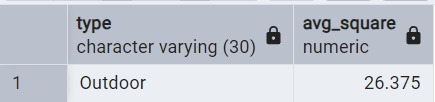 type avg_square
character varying (30) numeric
1 Outdoor 26.375